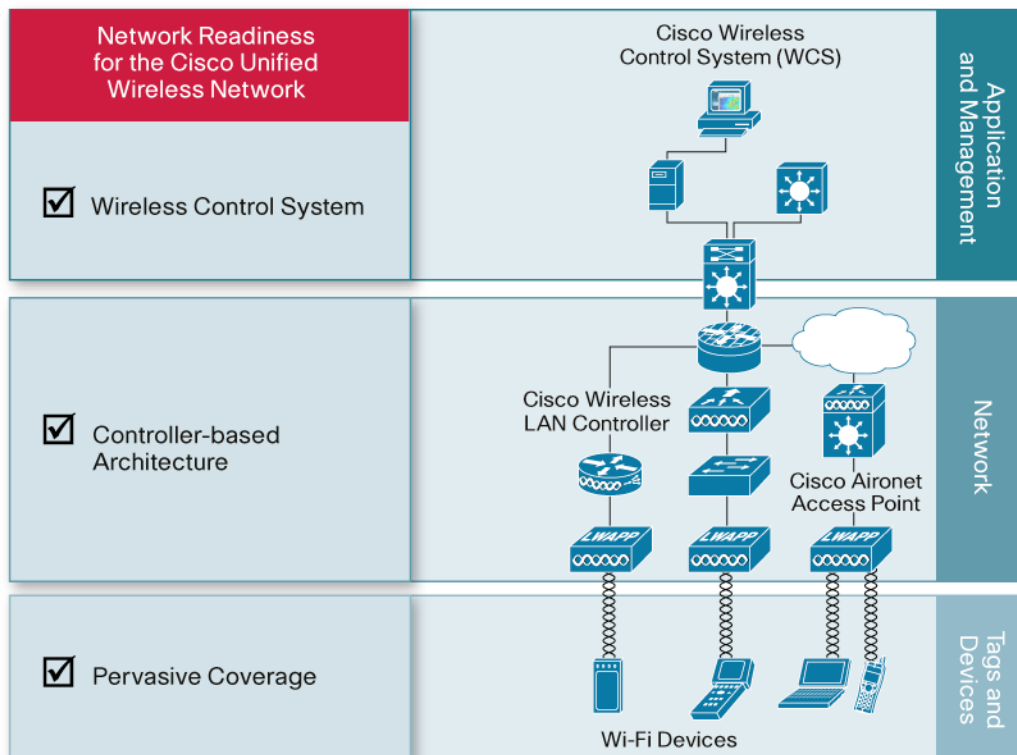 Network Readiness
for the Cisco Unified
Wireless Network
Cisco Wireless
Control System (WCS)
Application
and Management
Wireless Control System
Cisco Wireless
LAN Controller
Controller-based
Architecture
Cisco Aironet
Access Point
Network
LWAPP
LWAPP
LWAPP
Pervasive Coverage
Wi-Fi Devices
Tags and
Devices